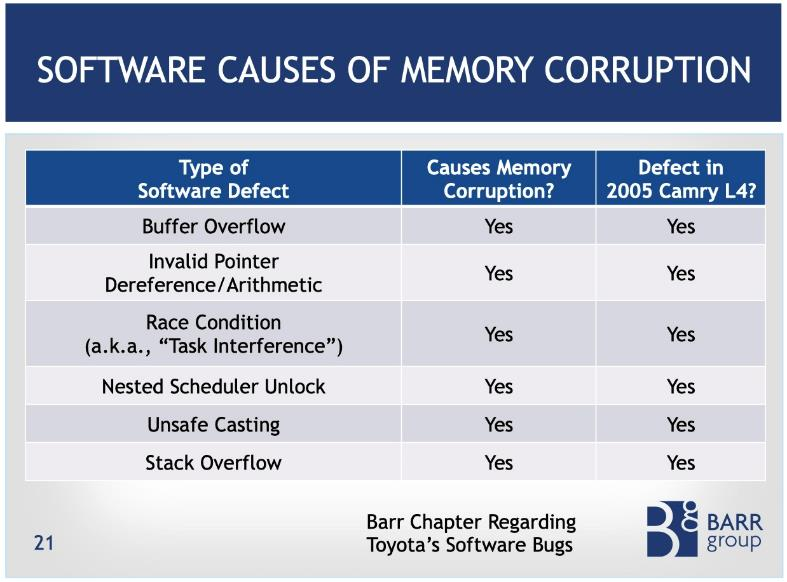 SOFTWARE CAUSES OF MEMORY CORRUPTION
Type of
Software Defect
Causes Memory
Corruption?
Defect in
2005 Camry L4?
Buffer Overflow
Yes
Yes
Invalid Pointer
Dereference/Arithmetic
Yes
Yes
Race Condition
(a.k.a., “Task Interference”)
Yes
Yes
Nested Scheduler Unlock
Yes
Yes
Unsafe Casting
Yes
Yes
Stack Overflow
Yes
Yes
21
Barr Chapter Regarding
Toyota’s Software Bugs
BARR
group